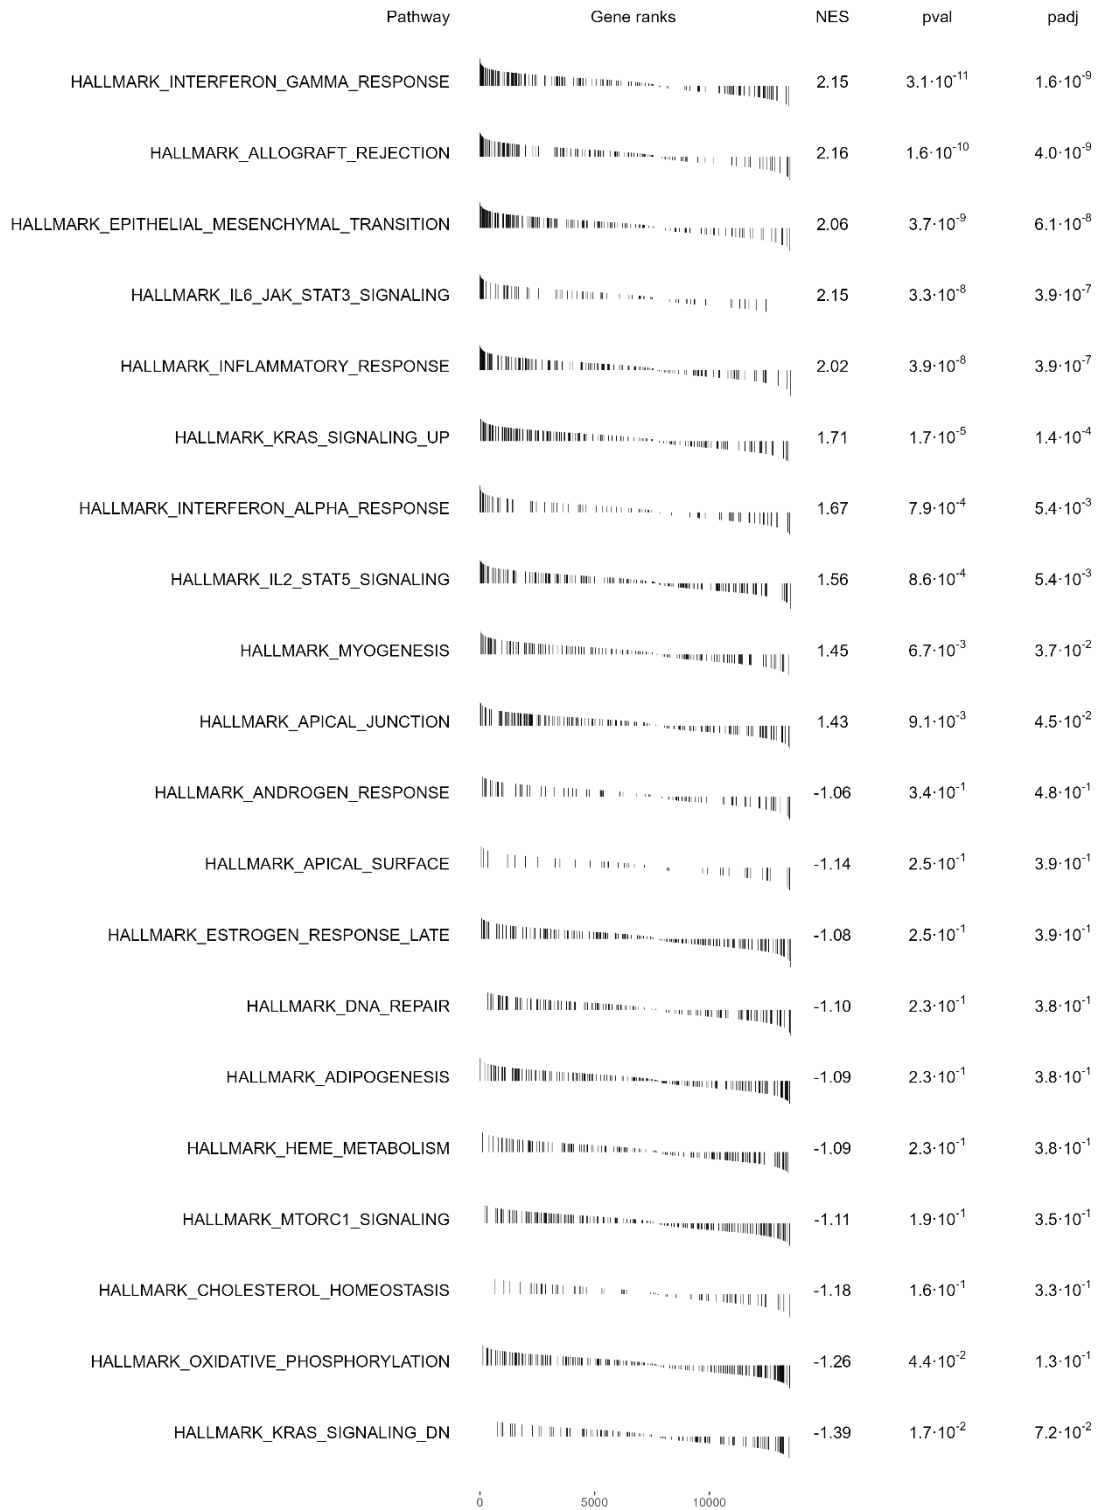 Pathway Gene ranks NES pval padj
HALLMARK_INTERFERON_GAMMA_RESPONSE 2.15 3.1·10⁻¹¹ 1.6·10⁻⁹
HALLMARK_ALLOGRAFT_REJECTION 2.16 1.6·10⁻¹⁰ 4.0·10⁻⁹
HALLMARK_EPITHELIAL_MESENCHYMAL_TRANSITION 2.06 3.7·10⁻⁹ 6.1·10⁻⁸
HALLMARK_IL6_JAK_STAT3_SIGNALING 2.15 3.3·10⁻⁸ 3.9·10⁻⁷
HALLMARK_INFLAMMATORY_RESPONSE 2.02 3.9·10⁻⁸ 3.9·10⁻⁷
HALLMARK_KRAS_SIGNALING_UP 1.71 1.7·10⁻⁵ 1.4·10⁻⁴
HALLMARK_INTERFERON_ALPHA_RESPONSE 1.67 7.9·10⁻⁴ 5.4·10⁻³
HALLMARK_IL2_STAT5_SIGNALING 1.56 8.6·10⁻⁴ 5.4·10⁻³
HALLMARK_MYOGENESIS 1.45 6.7·10⁻³ 3.7·10⁻²
HALLMARK_APICAL_JUNCTION 1.43 9.1·10⁻³ 4.5·10⁻²
HALLMARK_ANDROGEN_RESPONSE -1.06 3.4·10⁻¹ 4.8·10⁻¹
HALLMARK_APICAL_SURFACE -1.14 2.5·10⁻¹ 3.9·10⁻¹
HALLMARK_ESTROGEN_RESPONSE_LATE -1.08 2.5·10⁻¹ 3.9·10⁻¹
HALLMARK_DNA_REPAIR -1.10 2.3·10⁻¹ 3.8·10⁻¹
HALLMARK_ADIPOGENESIS -1.09 2.3·10⁻¹ 3.8·10⁻¹
HALLMARK_HEME_METABOLISM -1.09 2.3·10⁻¹ 3.8·10⁻¹
HALLMARK_MTORC1_SIGNALING -1.11 1.9·10⁻¹ 3.5·10⁻¹
HALLMARK_CHOLESTEROL_HOMEOSTASIS -1.18 1.6·10⁻¹ 3.3·10⁻¹
HALLMARK_OXIDATIVE_PHOSPHORYLATION -1.26 4.4·10⁻² 1.3·10⁻¹
HALLMARK_KRAS_SIGNALING_DN -1.39 1.7·10⁻² 7.2·10⁻²
0 5000 10000